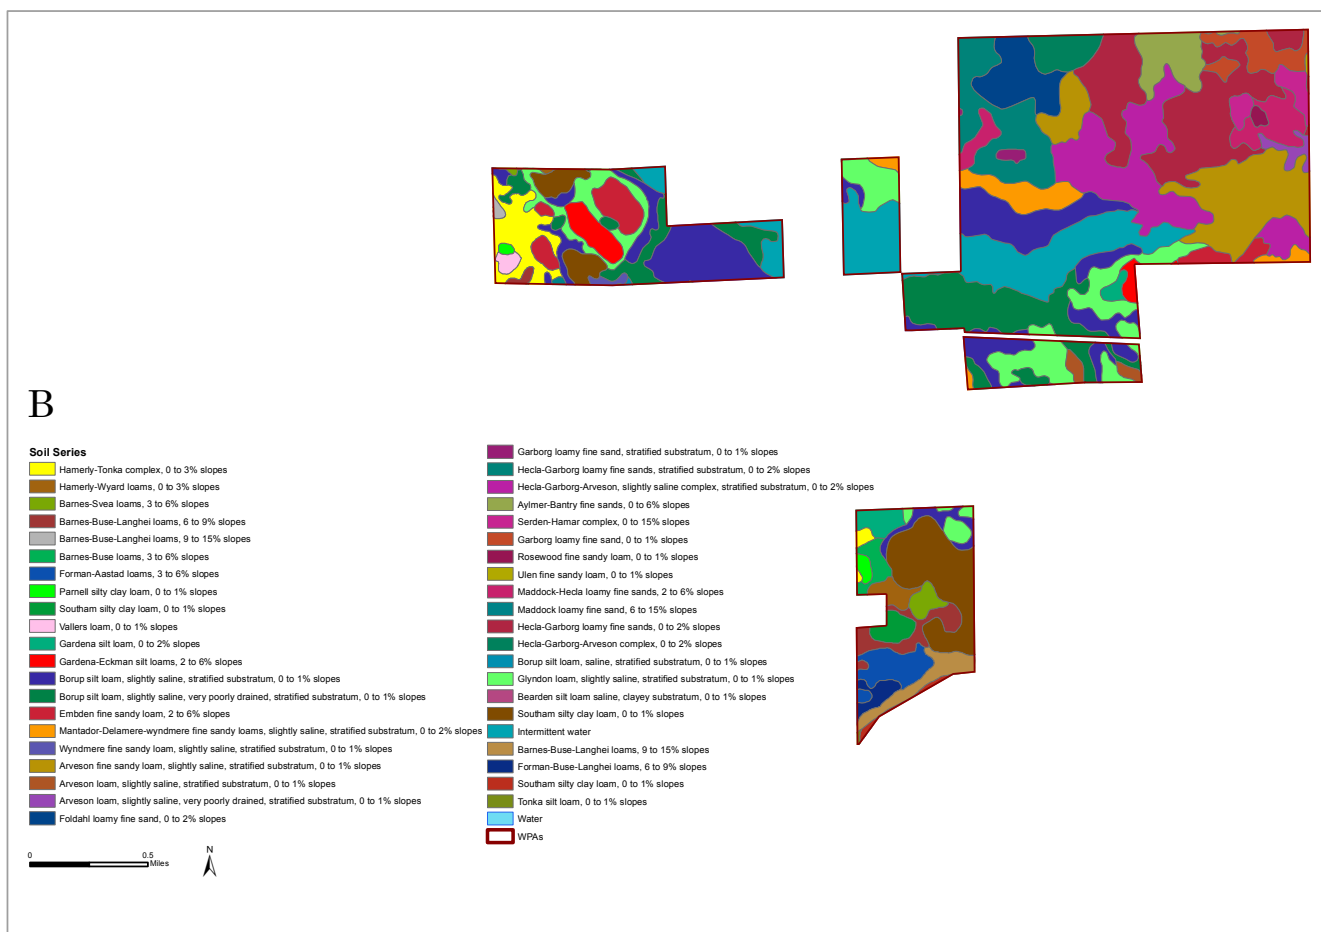 B
Soil Series
Hamerly-Tonka complex, 0 to 3% slopes
Hamerly-Wyard loams, 0 to 3% slopes
Barnes-Svea loams, 3 to 6% slopes
Barnes-Buse-Langhei loams, 6 to 9% slopes
Barnes-Buse-Langhei loams, 9 to 15% slopes
Barnes-Buse loams, 3 to 6% slopes
Forman-Aastad loams, 3 to 6% slopes
Parnell silty clay loam, 0 to 1% slopes
Southam silty clay loam, 0 to 1% slopes
Vallers loam, 0 to 1% slopes
Gardena silt loam, 0 to 2% slopes
Gardena-Eckman silt loams, 2 to 6% slopes
Borup silt loam, slightly saline, stratified substratum, 0 to 1% slopes
Borup silt loam, slightly saline, very poorly drained, stratified substratum, 0 to 1% slopes
Embden fine sandy loam, 2 to 6% slopes
Mantador-Delamere-wyndmere fine sandy loams, slightly saline, stratified substratum, 0 to 2% slopes
Wyndmere fine sandy loam, slightly saline, stratified substratum, 0 to 1% slopes
Arveson fine sandy loam, slightly saline, stratified substratum, 0 to 1% slopes
Arveson loam, slightly saline, stratified substratum, 0 to 1% slopes
Arveson loam, slightly saline, very poorly drained, stratified substratum, 0 to 1% slopes
Foldahl loamy fine sand, 0 to 2% slopes
Garborg loamy fine sand, stratified substratum, 0 to 1% slopes
Hecla-Garborg loamy fine sands, stratified substratum, 0 to 2% slopes
Hecla-Garborg-Arveson, slightly saline complex, stratified substratum, 0 to 2% slopes
Aylmer-Bantry fine sands, 0 to 6% slopes
Serden-Hamar complex, 0 to 15% slopes
Garborg loamy fine sand, 0 to 1% slopes
Rosewood fine sandy loam, 0 to 1% slopes
Ulen fine sandy loam, 0 to 1% slopes
Maddock-Hecla loamy fine sands, 2 to 6% slopes
Maddock loamy fine sand, 6 to 15% slopes
Hecla-Garborg loamy fine sands, 0 to 2% slopes
Hecla-Garborg-Arveson complex, 0 to 2% slopes
Borup silt loam, saline, stratified substratum, 0 to 1% slopes
Glyndon loam, slightly saline, stratified substratum, 0 to 1% slopes
Bearden silt loam saline, clayey substratum, 0 to 1% slopes
Southam silty clay loam, 0 to 1% slopes
Intermittent water
Barnes-Buse-Langhei loams, 9 to 15% slopes
Forman-Buse-Langhei loams, 6 to 9% slopes
Southam silty clay loam, 0 to 1% slopes
Tonka silt loam, 0 to 1% slopes
Water
WPAs
0 0.5
Miles
N